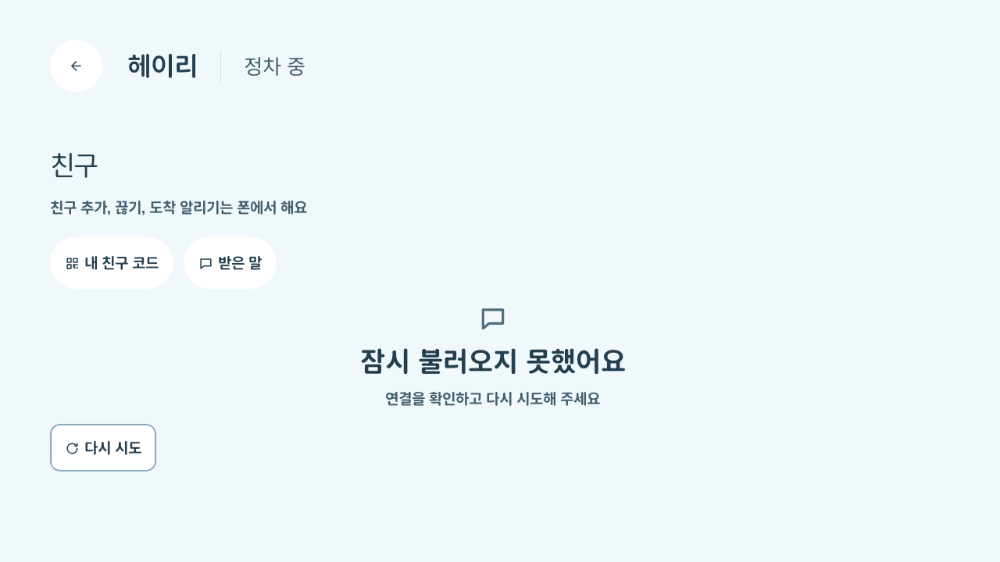 헤이리
정차 중
친구
친구 추가, 끊기, 도착 알리기는 폰에서 해요
내 친구 코드
받은 말
잠시 불러오지 못했어요
연결을 확인하고 다시 시도해 주세요
다시 시도